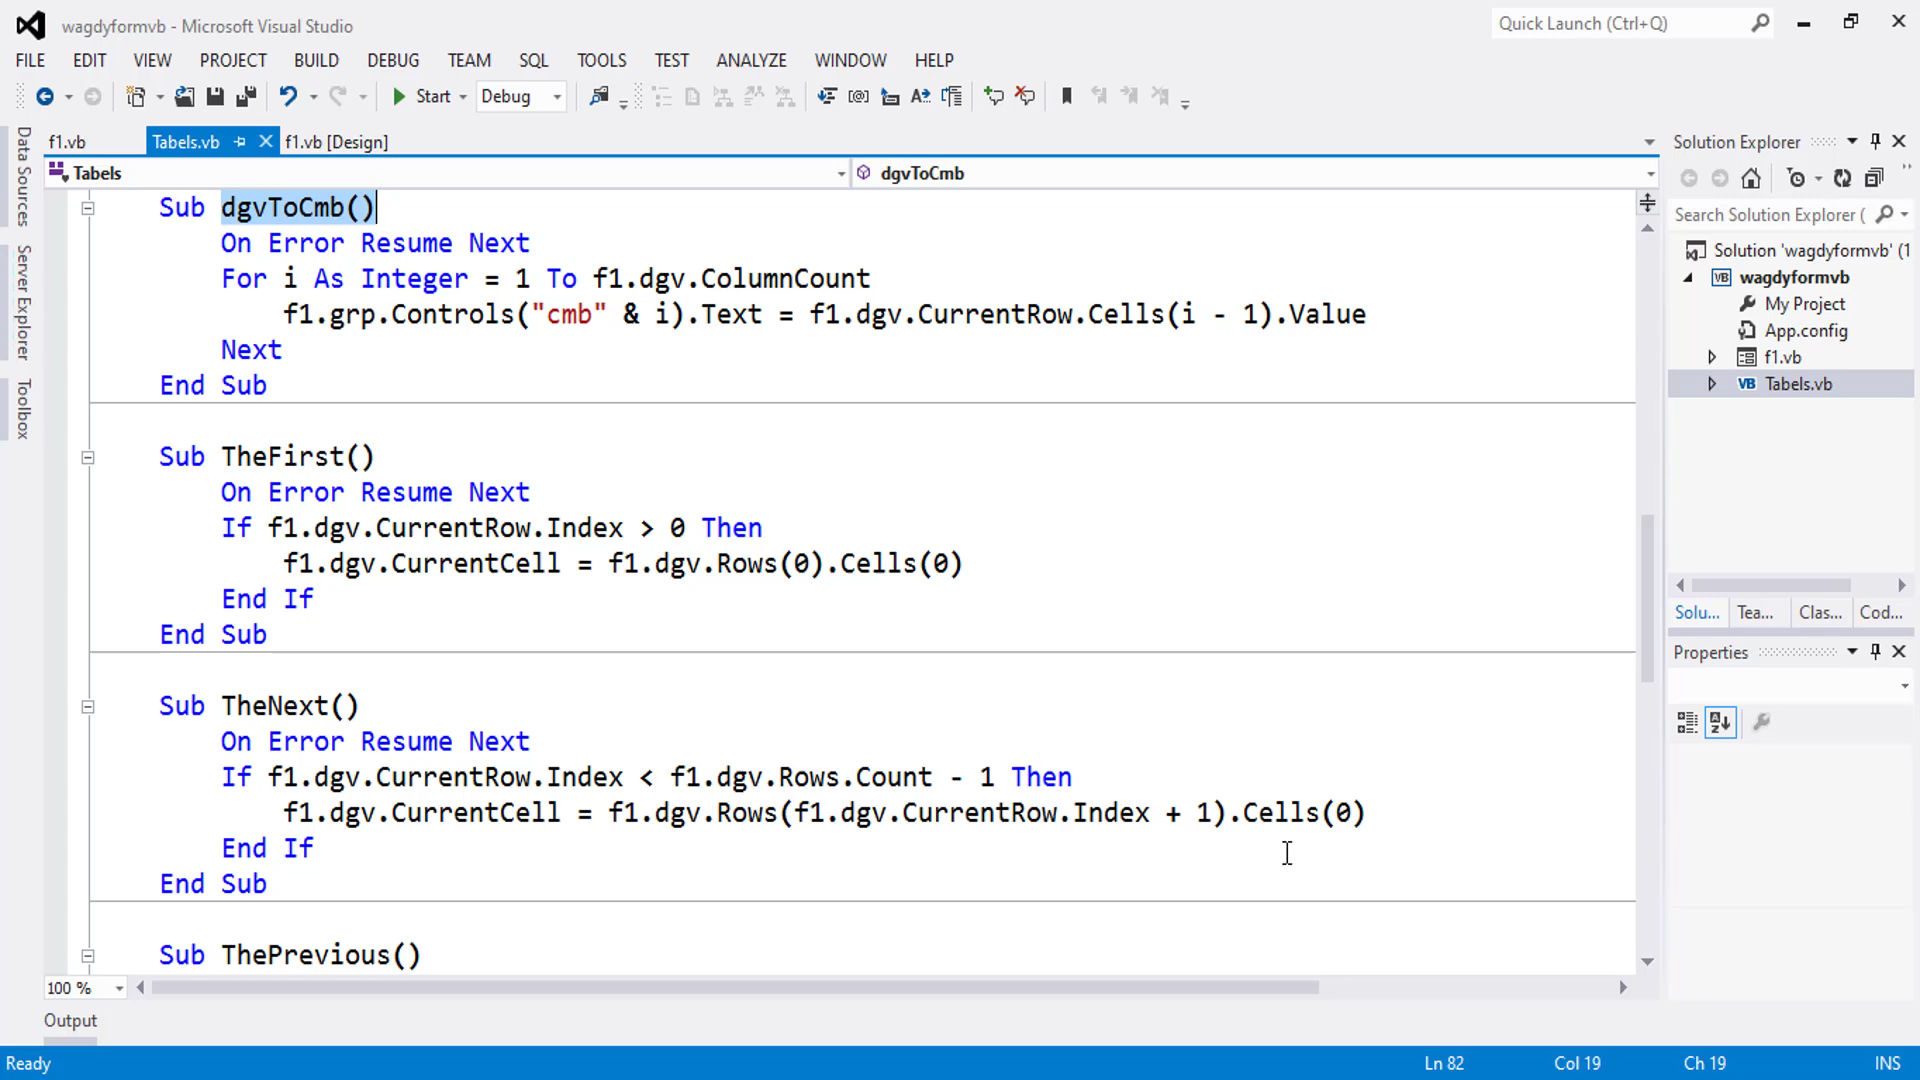 wagdyformvb - Microsoft Visual Studio
Quick Launch (Ctrl+Q)
FILE EDIT VIEW PROJECT BUILD DEBUG TEAM SQL TOOLS TEST ANALYZE WINDOW HELP
Start Debug
f1.vb Tabels.vb f1.vb [Design]
Tabels dgvToCmb
Data Sources
Server Explorer
Toolbox
Sub dgvToCmb()
On Error Resume Next
For i As Integer = 1 To f1.dgv.ColumnCount
f1.grp.Controls("cmb" & i).Text = f1.dgv.CurrentRow.Cells(i - 1).Value
Next
End Sub
Sub TheFirst()
On Error Resume Next
If f1.dgv.CurrentRow.Index > 0 Then
f1.dgv.CurrentCell = f1.dgv.Rows(0).Cells(0)
End If
End Sub
Sub TheNext()
On Error Resume Next
If f1.dgv.CurrentRow.Index < f1.dgv.Rows.Count - 1 Then
f1.dgv.CurrentCell = f1.dgv.Rows(f1.dgv.CurrentRow.Index + 1).Cells(0)
End If
End Sub
Sub ThePrevious()
100 %
Output
Solution Explorer
Search Solution Explorer (
Solution 'wagdyformvb' (1
VB wagdyformvb
My Project
App.config
f1.vb
VB Tabels.vb
Solu... Tea... Clas... Cod...
Properties
Ready Ln 82 Col 19 Ch 19 INS